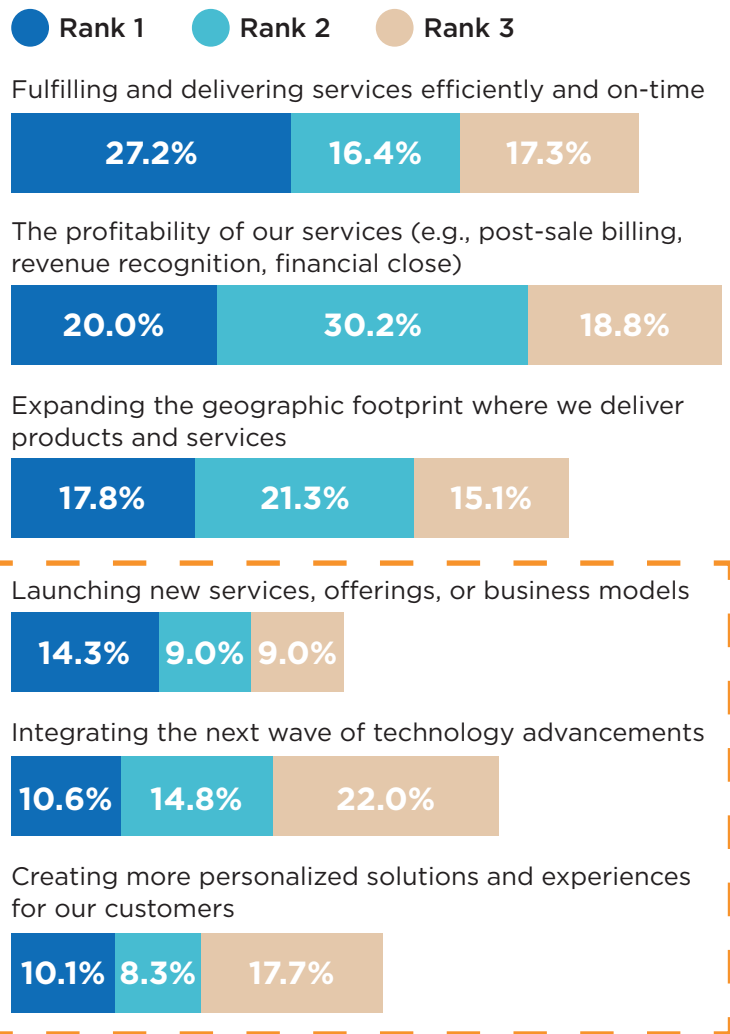 Rank 1 Rank 2 Rank 3
Fulfilling and delivering services efficiently and on-time
27.2% 16.4% 17.3%
The profitability of our services (e.g., post-sale billing,
revenue recognition, financial close)
20.0% 30.2% 18.8%
Expanding the geographic footprint where we deliver
products and services
17.8% 21.3% 15.1%
Launching new services, offerings, or business models
14.3% 9.0% 9.0%
Integrating the next wave of technology advancements
10.6% 14.8% 22.0%
Creating more personalized solutions and experiences
for our customers
10.1% 8.3% 17.7%